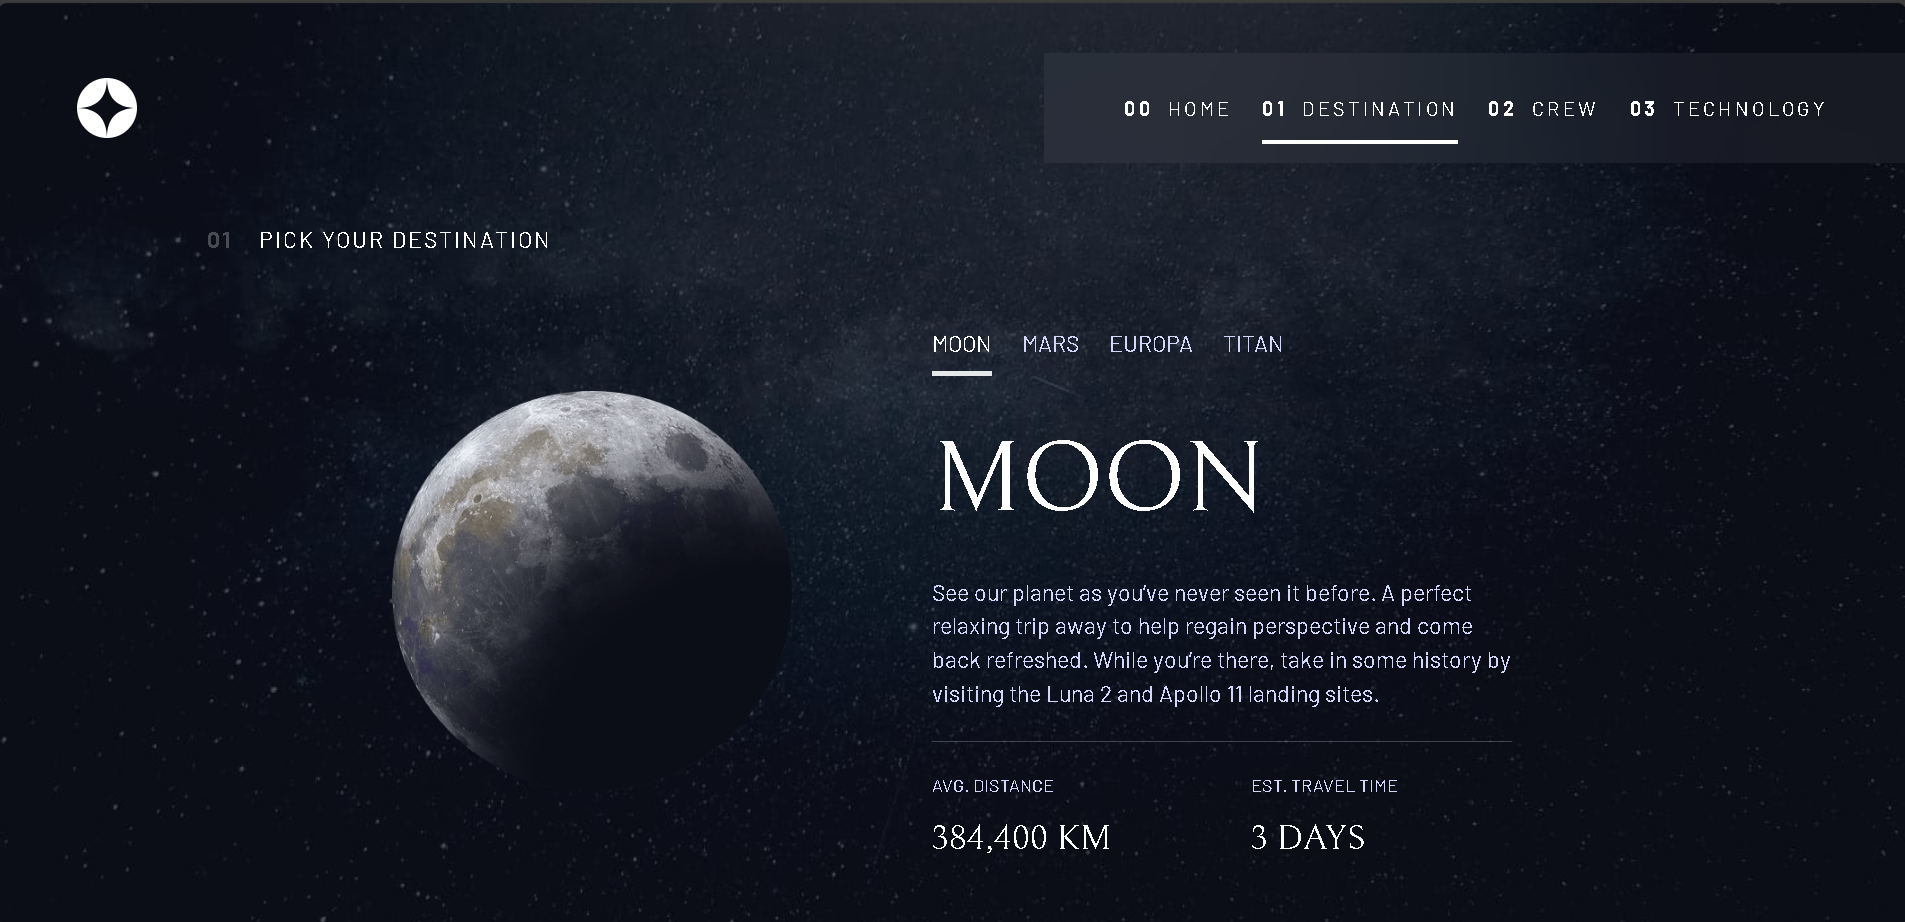 00 HOME 01 DESTINATION 02 CREW 03 TECHNOLOGY
01 PICK YOUR DESTINATION
MOON MARS EUROPA TITAN
MOON
See our planet as you’ve never seen it before. A perfect
relaxing trip away to help regain perspective and come
back refreshed. While you’re there, take in some history by
visiting the Luna 2 and Apollo 11 landing sites.
AVG. DISTANCE
384,400 KM
EST. TRAVEL TIME
3 DAYS